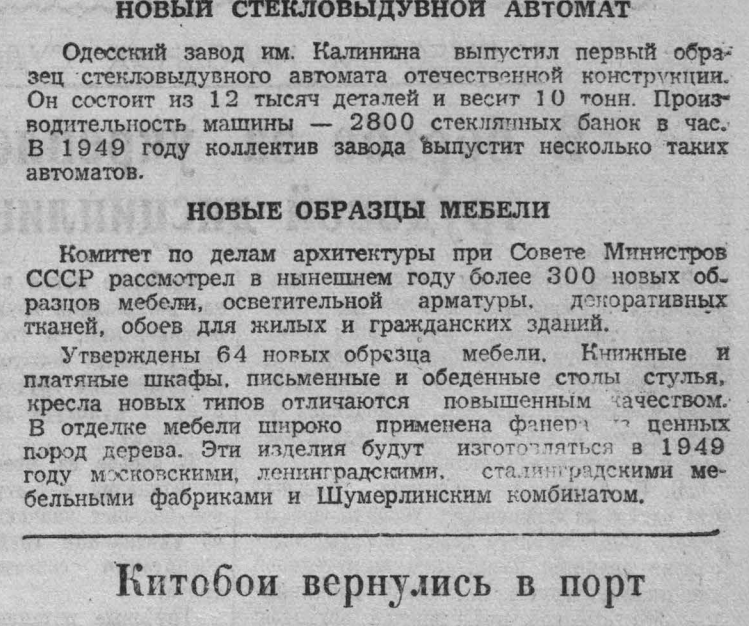 НОВЫЙ СТЕКЛОВЫДУВНОЙ АВТОМАТ
Одесский завод им. Калинина выпустил первый обра-
зец стекловыдувного автомата отечественной конструкции.
Он состоит из 12 тысяч деталей и весит 10 тонн. Произ-
водительность машины — 2800 стеклянных банок в час.
В 1949 году коллектив завода выпустит несколько таких
автоматов.
НОВЫЕ ОБРАЗЦЫ МЕБЕЛИ
Комитет по делам архитектуры при Совете Министров
СССР рассмотрел в нынешнем году более 300 новых об-
разцов мебели, осветительной арматуры, декоративных
тканей, обоев для жилых и гражданских зданий.
Утверждены 64 новых образца мебели. Книжные и
платяные шкафы, письменные и обеденные столы стулья,
кресла новых типов отличаются повышенным качеством.
В отделке мебели широко применена фанера из ценных
пород дерева. Эти изделия будут изготовляться в 1949
году московскими, ленинградскими, сталинградскими ме-
бельными фабриками и Шумерлинским комбинатом.
Китобои вернулись в порт